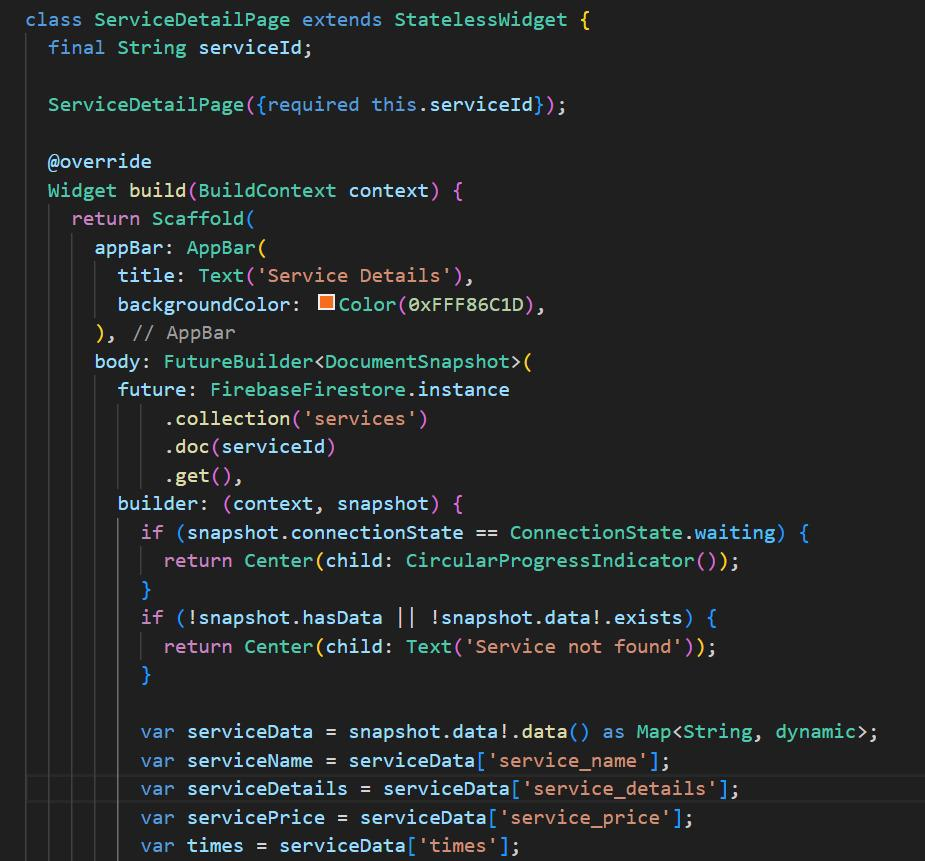 class ServiceDetailPage extends StatelessWidget {
  final String serviceId;

  ServiceDetailPage({required this.serviceId});

  @override
  Widget build(BuildContext context) {
    return Scaffold(
      appBar: AppBar(
        title: Text('Service Details'),
        backgroundColor: Color(0xFFF86C1D),
      ), // AppBar
      body: FutureBuilder<DocumentSnapshot>(
        future: FirebaseFirestore.instance
            .collection('services')
            .doc(serviceId)
            .get(),
        builder: (context, snapshot) {
          if (snapshot.connectionState == ConnectionState.waiting) {
            return Center(child: CircularProgressIndicator());
          }
          if (!snapshot.hasData || !snapshot.data!.exists) {
            return Center(child: Text('Service not found'));
          }

          var serviceData = snapshot.data!.data() as Map<String, dynamic>;
          var serviceName = serviceData['service_name'];
          var serviceDetails = serviceData['service_details'];
          var servicePrice = serviceData['service_price'];
          var times = serviceData['times'];